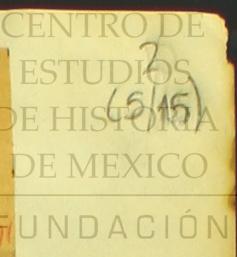 CENTRO DE
ESTUDIOS
2
(5/15)
DE HISTORIA
DE MEXICO
FUNDACIÓN